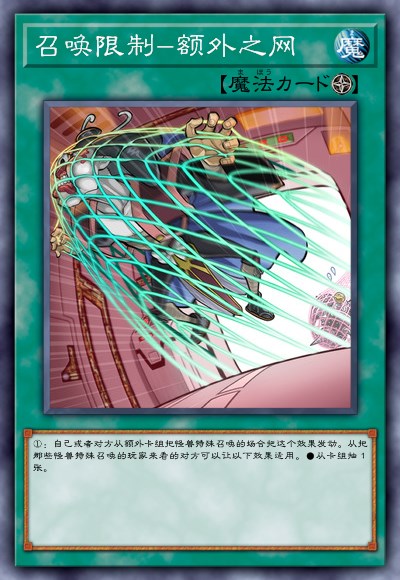 召唤限制-额外之网
魔
【魔法カード】
まほう
①：自己或者对方从额外卡组把怪兽特殊召唤的场合把这个效果发动。从把
那些怪兽特殊召唤的玩家来看的对方可以让以下效果适用。●从卡组抽1
张。